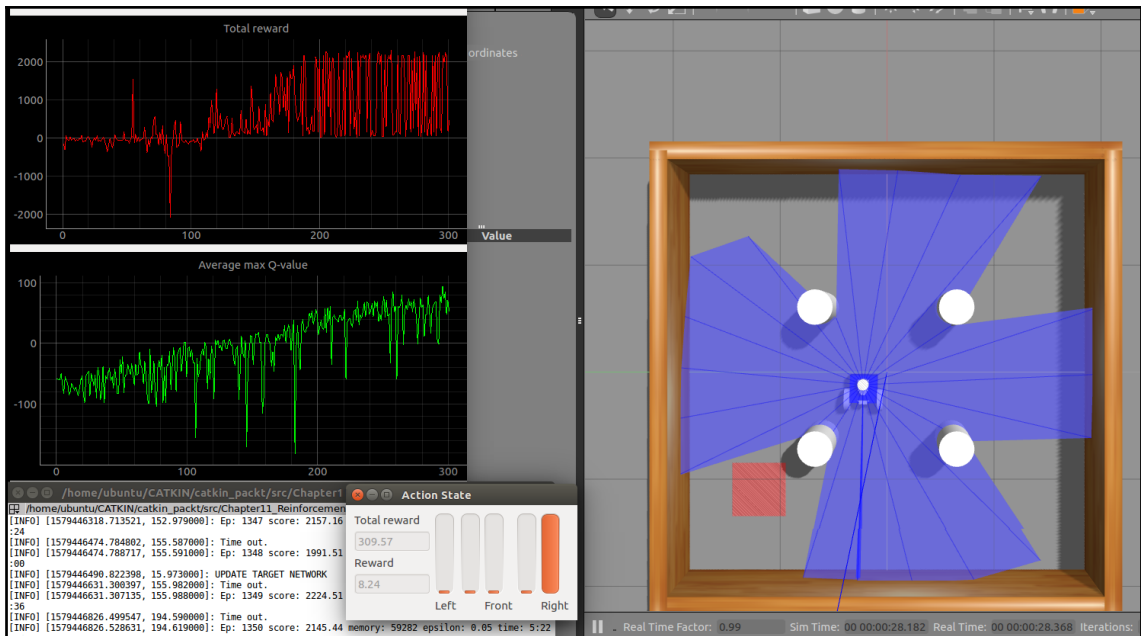 Total reward
2000
1000
0
-1000
-2000
0
100
200
300
ordinates
Value
Average max Q-value
100
0
-100
0
100
200
300
/home/ubuntu/CATKIN/catkin_packt/src/Chapter1
/home/ubuntu/CATKIN/catkin_packt/src/Chapter11_Reinforcemen
[INFO] [1579446318.713521, 152.979000]: Ep: 1347 score: 2157.16
:24
[INFO] [1579446474.784802, 155.587000]: Time out.
[INFO] [1579446474.788717, 155.591000]: Ep: 1348 score: 1991.51
:00
[INFO] [1579446490.822398, 15.973000]: UPDATE TARGET NETWORK
[INFO] [1579446631.300397, 155.982000]: Time out.
[INFO] [1579446631.307135, 155.988000]: Ep: 1349 score: 2224.51
:36
[INFO] [1579446826.499547, 194.590000]: Time out.
[INFO] [1579446826.528631, 194.619000]: Ep: 1350 score: 2145.44 memory: 59282 epsilon: 0.05 time: 5:22
Action State
Total reward
309.57
Reward
8.24
Left Front Right
Real Time Factor: 0.99 Sim Time: 00 00:00:28.182 Real Time: 00 00:00:28.368 Iterations: